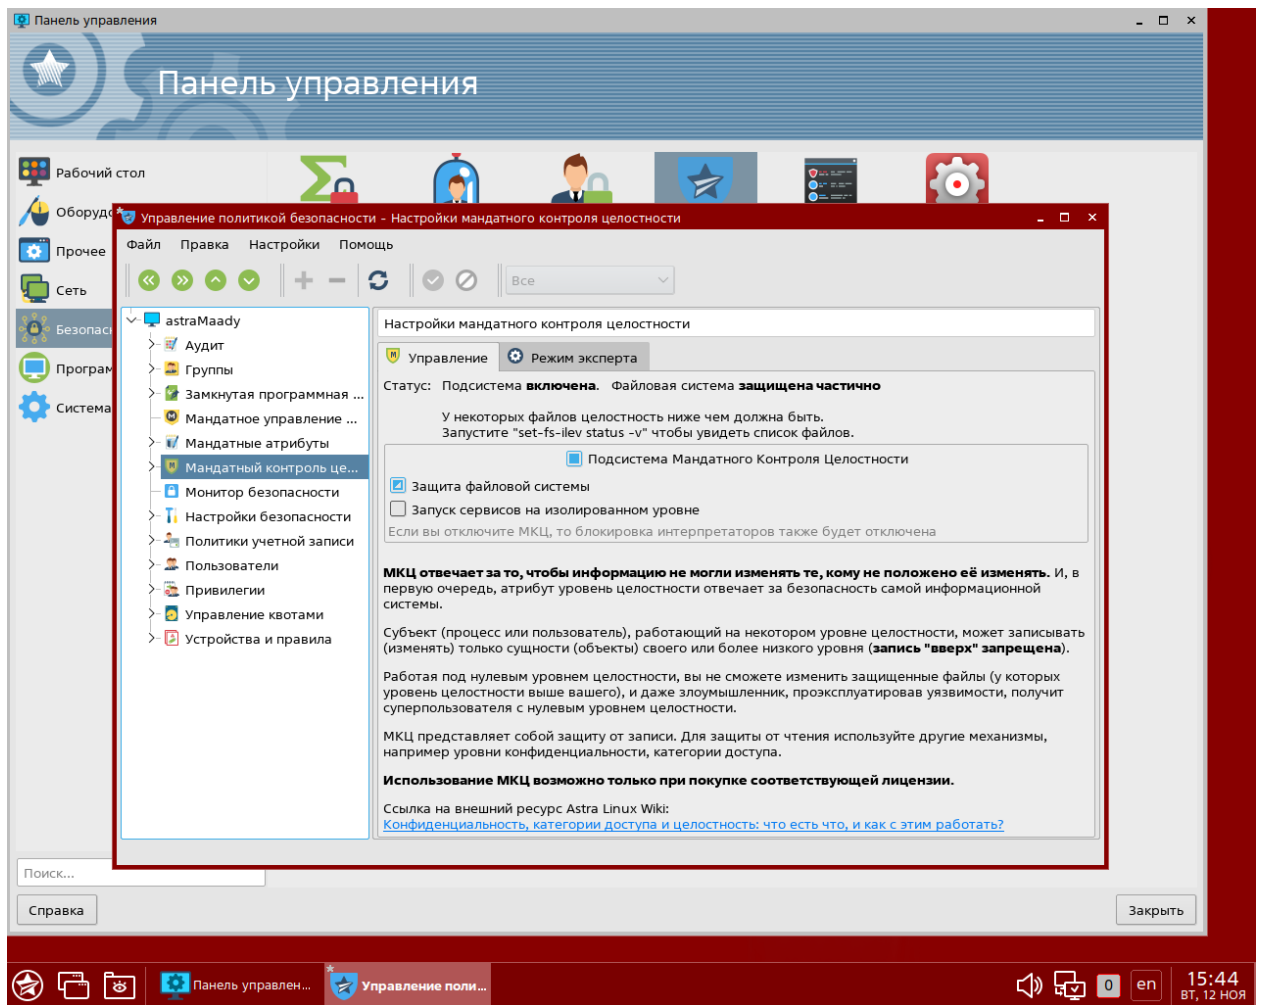 Панель управления
Панель управления
Рабочий стол
Оборудо
Прочее
Сеть
Безопас
Програм
Система
Управление политикой безопасности – Настройки мандатного контроля целостности
Файл Правка Настройки Помощь
Все
astraMaady
Аудит
Группы
Замкнутая программная ...
Мандатное управление ...
Мандатные атрибуты
Мандатный контроль це...
Монитор безопасности
Настройки безопасности
Политики учетной записи
Пользователи
Привилегии
Управление квотами
Устройства и правила
Настройки мандатного контроля целостности
Управление Режим эксперта
Статус: Подсистема включена. Файловая система защищена частично
У некоторых файлов целостность ниже чем должна быть.
Запустите "set-fs-ilev status -v" чтобы увидеть список файлов.
Подсистема Мандатного Контроля Целостности
Защита файловой системы
Запуск сервисов на изолированном уровне
Если вы отключите МКЦ, то блокировка интерпретаторов также будет отключена
МКЦ отвечает за то, чтобы информацию не могли изменять те, кому не положено её изменять. И, в
первую очередь, атрибут уровень целостности отвечает за безопасность самой информационной
системы.
Субъект (процесс или пользователь), работающий на некотором уровне целостности, может записывать
(изменять) только сущности (объекты) своего или более низкого уровня (запись "вверх" запрещена).
Работая под нулевым уровнем целостности, вы не сможете изменить защищенные файлы (у которых
уровень целостности выше вашего), и даже злоумышленник, проэксплуатировав уязвимости, получит
суперпользователя с нулевым уровнем целостности.
МКЦ представляет собой защиту от записи. Для защиты от чтения используйте другие механизмы,
например уровни конфиденциальности, категории доступа.
Использование МКЦ возможно только при покупке соответствующей лицензии.
Ссылка на внешний ресурс Astra Linux Wiki:
Конфиденциальность, категории доступа и целостность: что есть что, и как с этим работать?
Поиск...
Справка
Закрыть
Панель управлен...
Управление поли...
0
en
15:44
ВТ, 12 НОЯ